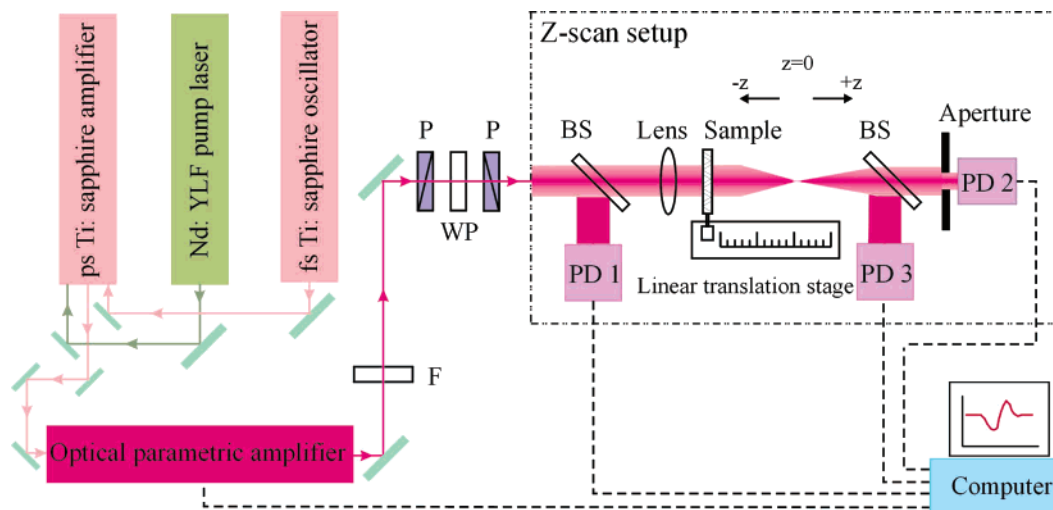 ps Ti: sapphire amplifier
Nd: YLF pump laser
fs Ti: sapphire oscillator
Z-scan setup
z=0
-z
+z
P
P
BS
Lens
Sample
BS
Aperture
WP
PD 2
PD 1
PD 3
Linear translation stage
F
Optical parametric amplifier
Computer